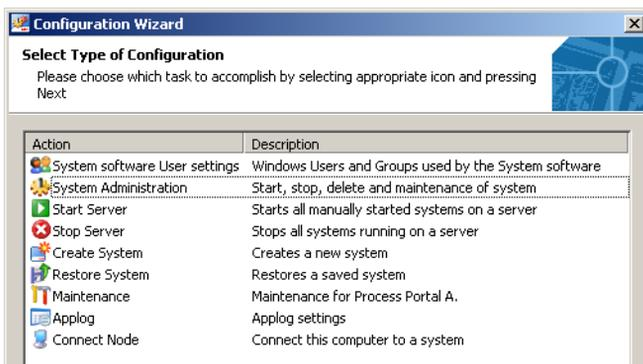 Configuration Wizard
Select Type of Configuration
Please choose which task to accomplish by selecting appropriate icon and pressing
Next
Action Description
System software User settings Windows Users and Groups used by the System software
System Administration Start, stop, delete and maintenance of system
Start Server Starts all manually started systems on a server
Stop Server Stops all systems running on a server
Create System Creates a new system
Restore System Restores a saved system
Maintenance Maintenance for Process Portal A.
Applog Applog settings
Connect Node Connect this computer to a system